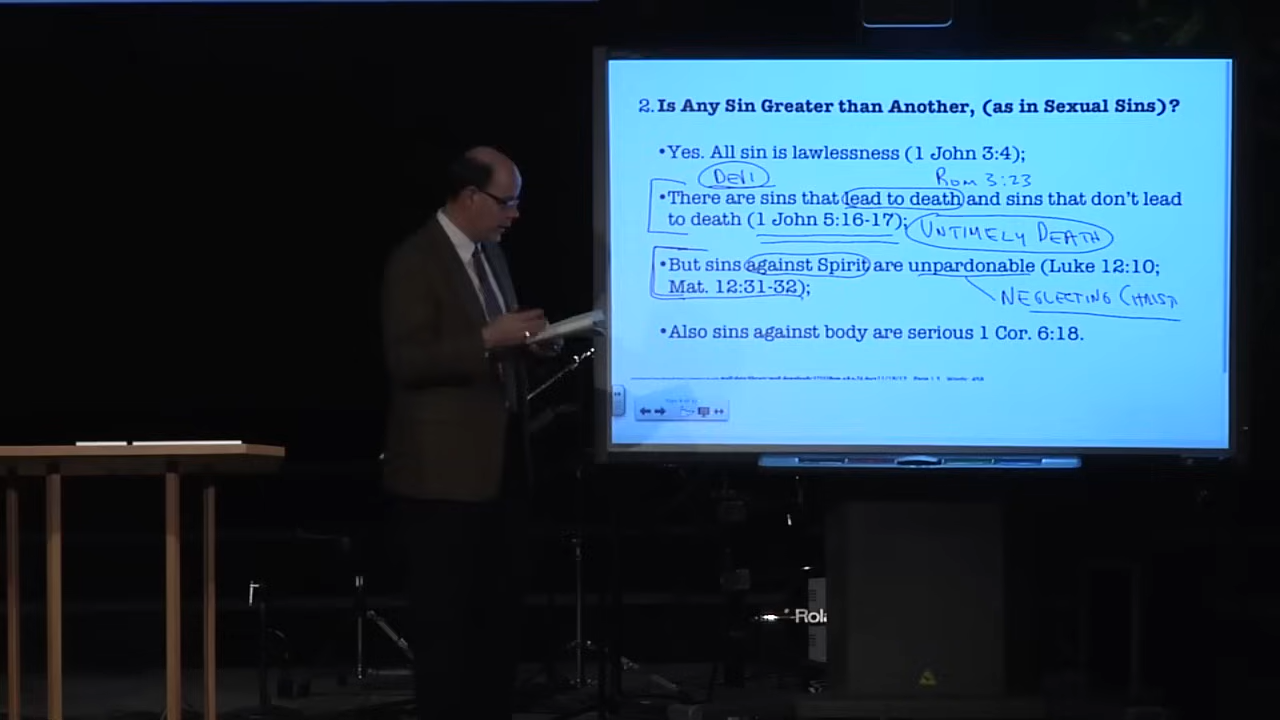 2. Is Any Sin Greater than Another, (as in Sexual Sins)?
•Yes. All sin is lawlessness (1 John 3:4);
Rom 3:23
•There are sins that lead to death and sins that don't lead
to death (1 John 5:16-17); UNTIMELY DEATH
•But sins against Spirit are unpardonable (Luke 12:10;
Mat. 12:31-32); NEGLECTING CHRIST
•Also sins against body are serious 1 Cor. 6:18.